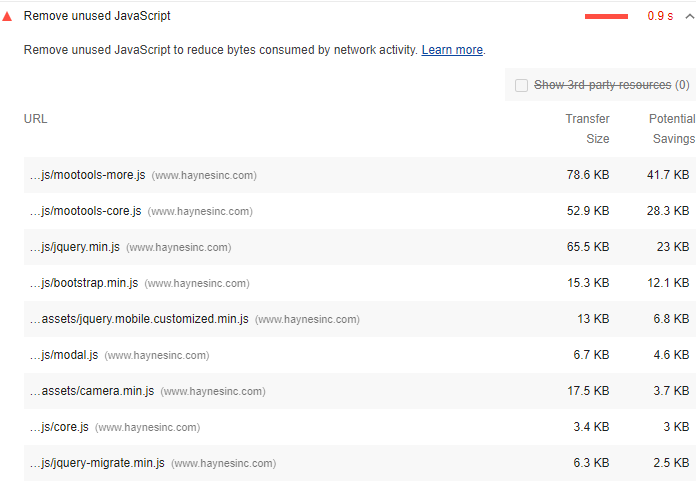 Remove unused JavaScript 0.9 s
Remove unused JavaScript to reduce bytes consumed by network activity. Learn more.
Show 3rd-party resources (0)
URL Transfer Size Potential Savings
…js/mootools-more.js (www.haynesinc.com) 78.6 KB 41.7 KB
…js/mootools-core.js (www.haynesinc.com) 52.9 KB 28.3 KB
…js/jquery.min.js (www.haynesinc.com) 65.5 KB 23 KB
…js/bootstrap.min.js (www.haynesinc.com) 15.3 KB 12.1 KB
…assets/jquery.mobile.customized.min.js (www.haynesinc.com) 13 KB 6.8 KB
…js/modal.js (www.haynesinc.com) 6.7 KB 4.6 KB
…assets/camera.min.js (www.haynesinc.com) 17.5 KB 3.7 KB
…js/core.js (www.haynesinc.com) 3.4 KB 3 KB
…js/jquery-migrate.min.js (www.haynesinc.com) 6.3 KB 2.5 KB